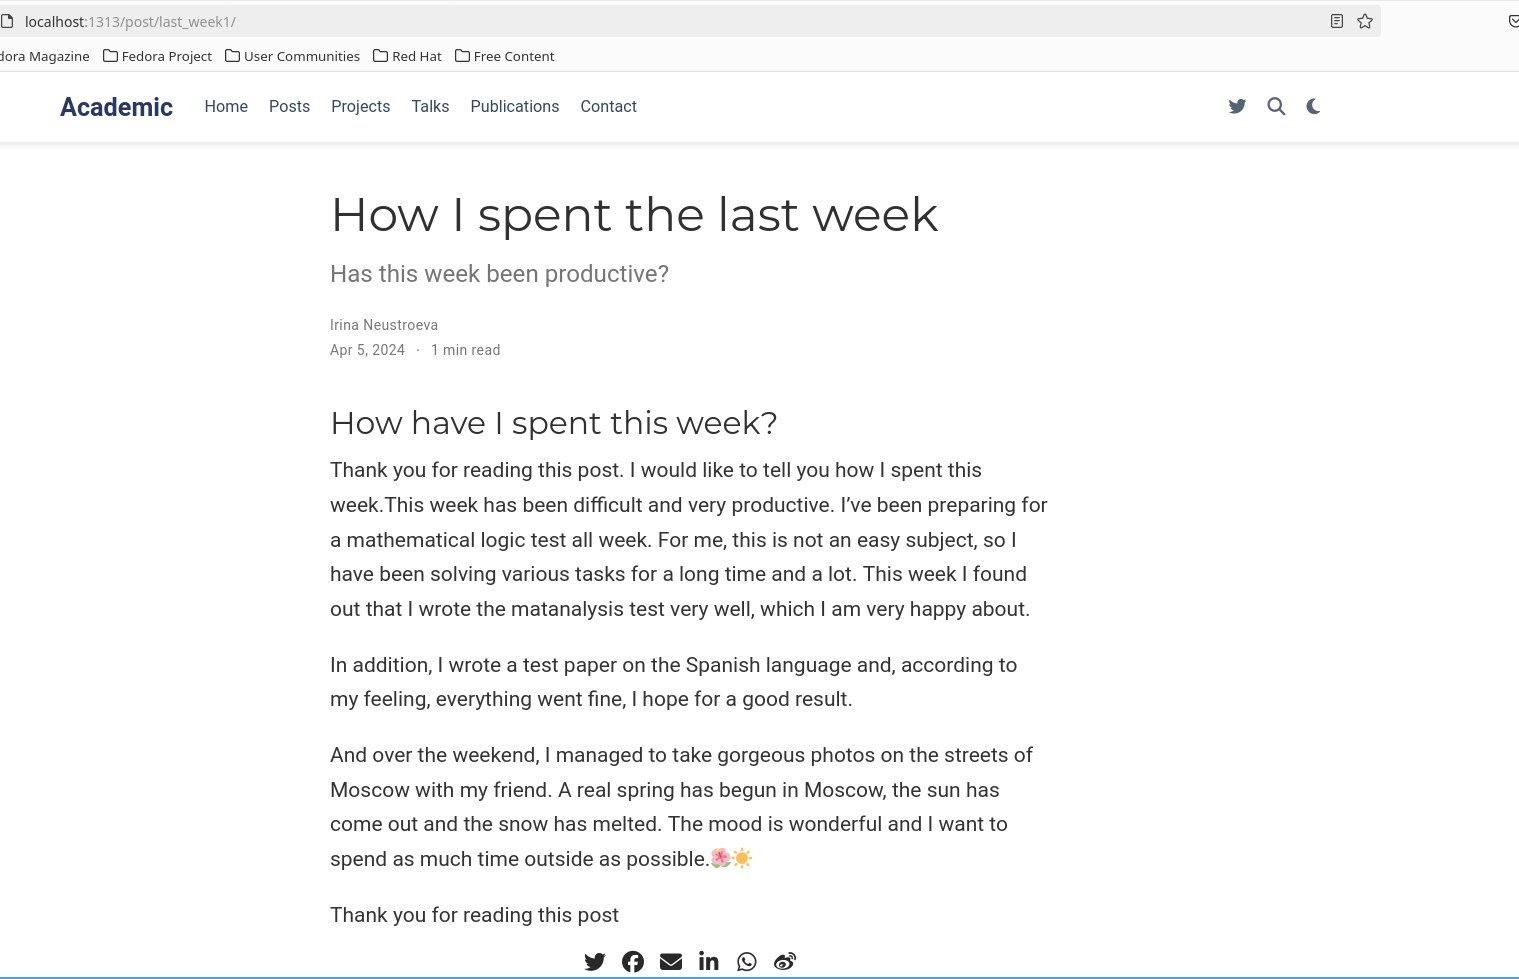 localhost:1313/post/last_week1/
dora Magazine Fedora Project User Communities Red Hat Free Content
Academic Home Posts Projects Talks Publications Contact
How I spent the last week
Has this week been productive?
Irina Neustroeva
Apr 5, 2024 · 1 min read
How have I spent this week?
Thank you for reading this post. I would like to tell you how I spent this
week.This week has been difficult and very productive. I’ve been preparing for
a mathematical logic test all week. For me, this is not an easy subject, so I
have been solving various tasks for a long time and a lot. This week I found
out that I wrote the matanalysis test very well, which I am very happy about.
In addition, I wrote a test paper on the Spanish language and, according to
my feeling, everything went fine, I hope for a good result.
And over the weekend, I managed to take gorgeous photos on the streets of
Moscow with my friend. A real spring has begun in Moscow, the sun has
come out and the snow has melted. The mood is wonderful and I want to
spend as much time outside as possible.🌺☀️
Thank you for reading this post